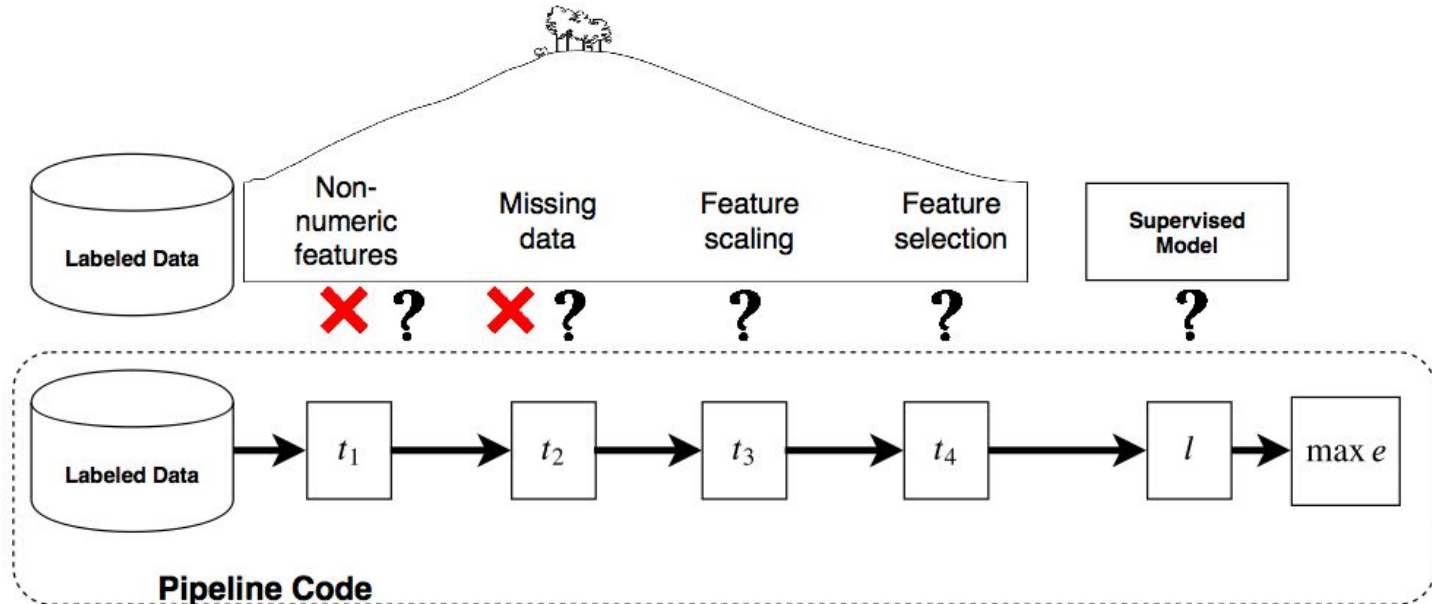 Labeled Data
Non-
numeric
features
Missing
data
Feature
scaling
Feature
selection
Supervised
Model
? ? ? ? ?
Labeled Data
t₁
t₂
t₃
t₄
l
max e
Pipeline Code